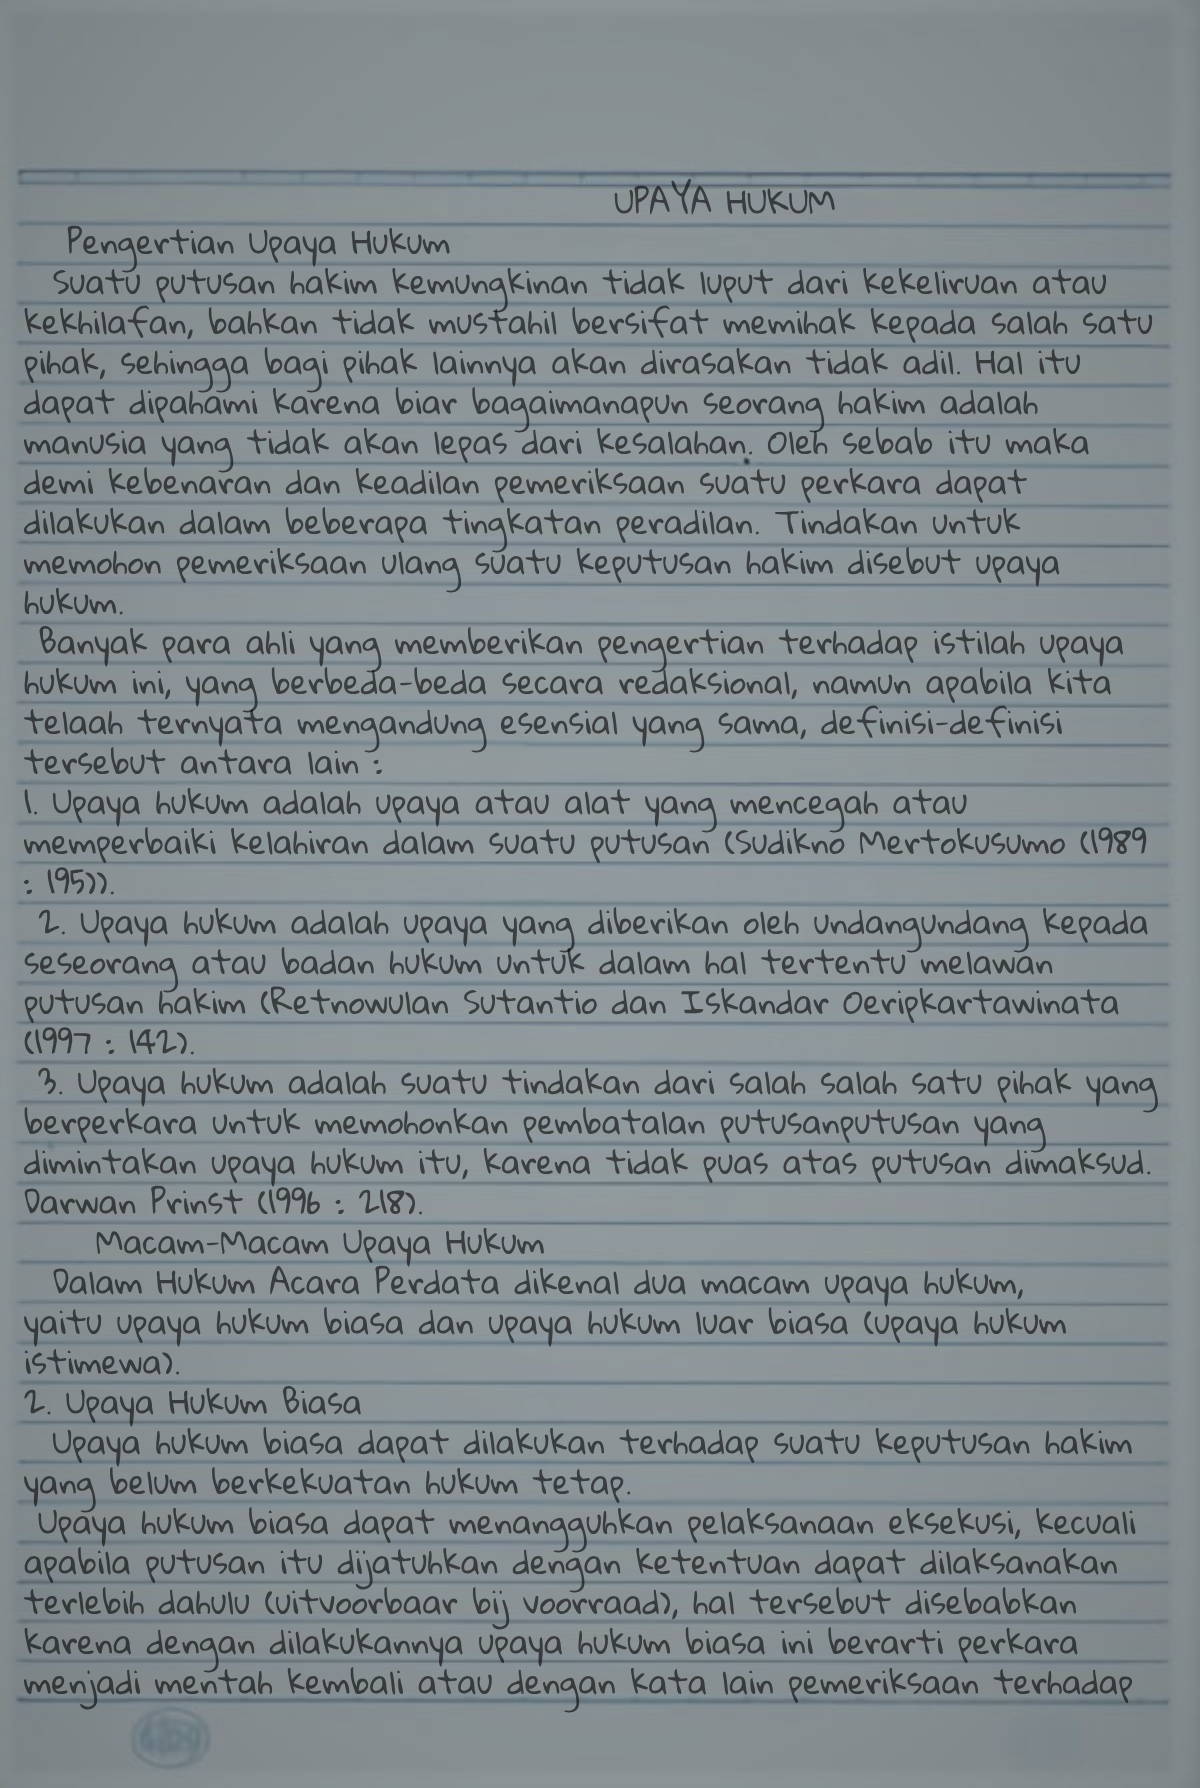 UPAYA HUKUM
Pengertian Upaya Hukum
Suatu putusan hakim kemungkinan tidak luput dari kekeliruan atau
kekhilafan, bahkan tidak mustahil bersifat memihak kepada salah satu
pihak, sehingga bagi pihak lainnya akan dirasakan tidak adil. Hal itu
dapat dipahami karena biar bagaimanapun seorang hakim adalah
manusia yang tidak akan lepas dari kesalahan. Oleh sebab itu maka
demi kebenaran dan keadilan pemeriksaan suatu perkara dapat
dilakukan dalam beberapa tingkatan peradilan. Tindakan untuk
memohon pemeriksaan ulang suatu keputusan hakim disebut upaya
hukum.
Banyak para ahli yang memberikan pengertian terhadap istilah upaya
hukum ini, yang berbeda-beda secara redaksional, namun apabila kita
telaah ternyata mengandung esensial yang sama, definisi-definisi
tersebut antara lain :
1. Upaya hukum adalah upaya atau alat yang mencegah atau
memperbaiki kelahiran dalam suatu putusan (Sudikno Mertokusumo (1989
: 195)).
2. Upaya hukum adalah upaya yang diberikan oleh undangundang kepada
seseorang atau badan hukum untuk dalam hal tertentu melawan
putusan hakim (Retnowulan Sutantio dan Iskandar Oeripkartawinata
(1997 : 142).
3. Upaya hukum adalah suatu tindakan dari salah salah satu pihak yang
berperkara untuk memohonkan pembatalan putusanputusan yang
dimintakan upaya hukum itu, karena tidak puas atas putusan dimaksud.
Darwan Prinst (1996 : 218).
Macam-Macam Upaya Hukum
Dalam Hukum Acara Perdata dikenal dua macam upaya hukum,
yaitu upaya hukum biasa dan upaya hukum luar biasa (upaya hukum
istimewa).
2. Upaya Hukum Biasa
Upaya hukum biasa dapat dilakukan terhadap suatu keputusan hakim
yang belum berkekuatan hukum tetap.
Upaya hukum biasa dapat menangguhkan pelaksanaan eksekusi, kecuali
apabila putusan itu dijatuhkan dengan ketentuan dapat dilaksanakan
terlebih dahulu (uitvoorbaar bij voorraad), hal tersebut disebabkan
karena dengan dilakukannya upaya hukum biasa ini berarti perkara
menjadi mentah kembali atau dengan kata lain pemeriksaan terhadap